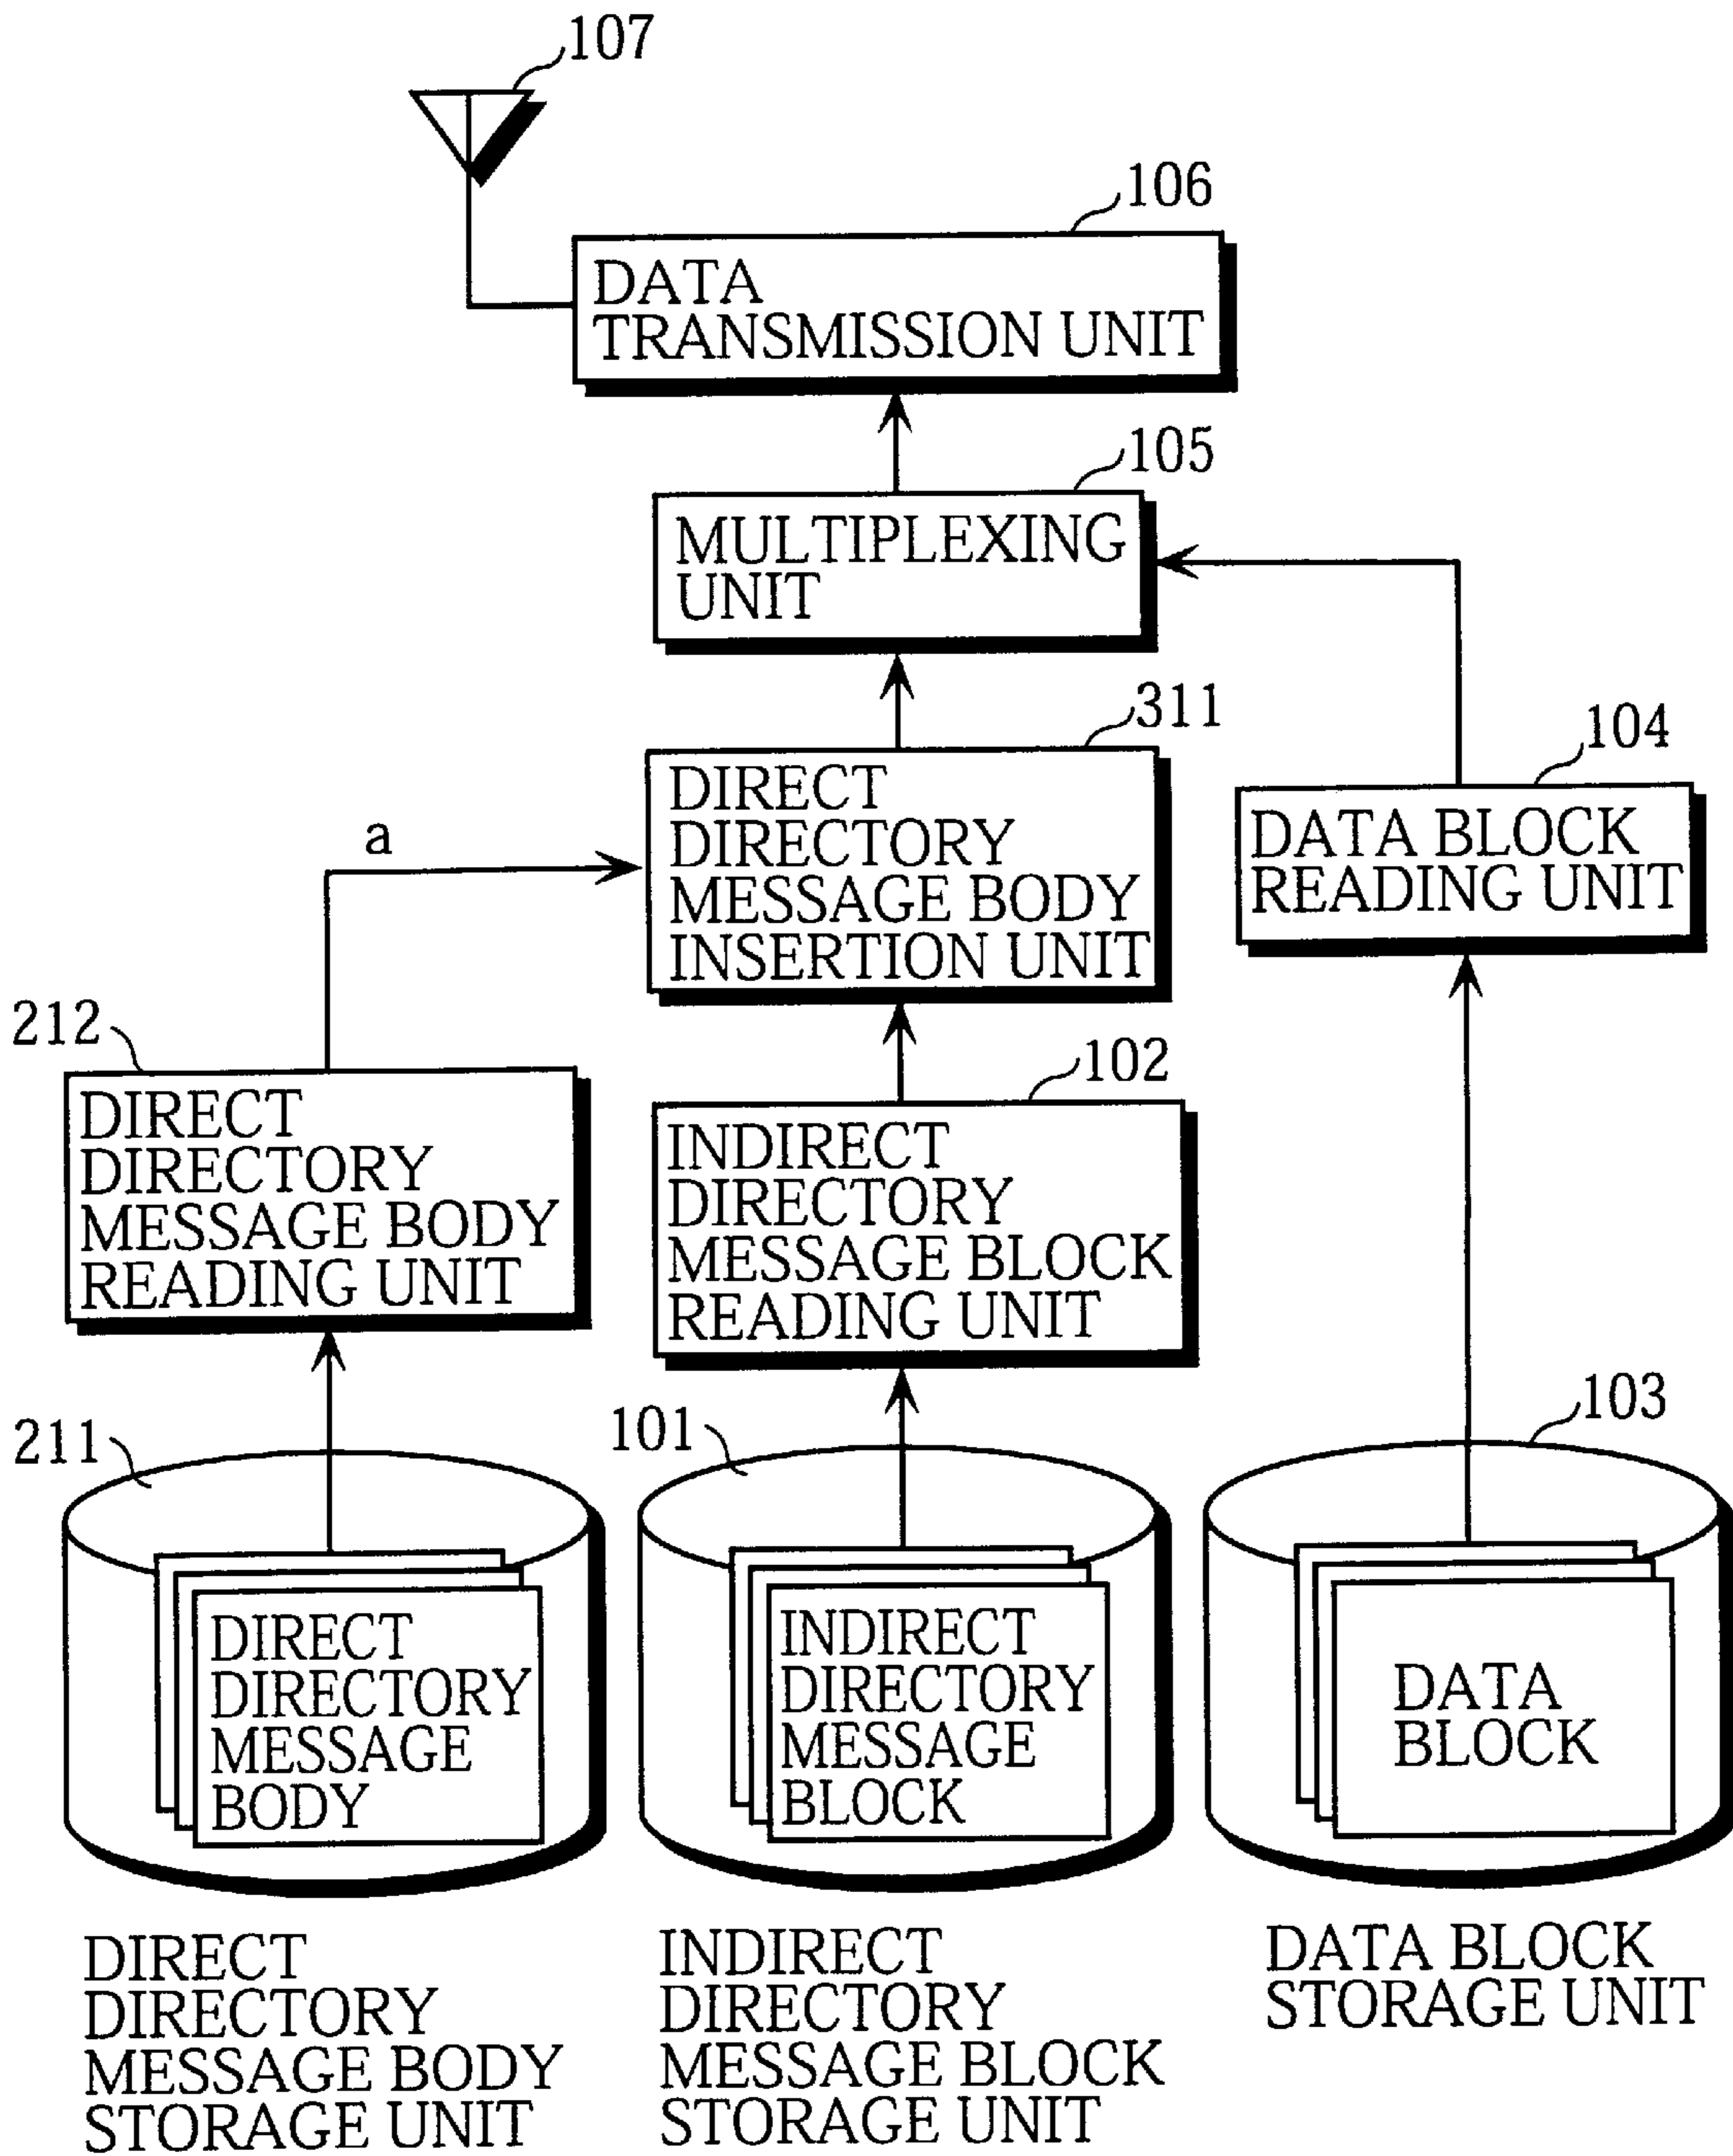 107
106
DATA
TRANSMISSION UNIT
105
MULTIPLEXING
UNIT
311
DIRECT
DIRECTORY
MESSAGE BODY
INSERTION UNIT
104
DATA BLOCK
READING UNIT
a
212
DIRECT
DIRECTORY
MESSAGE BODY
READING UNIT
102
INDIRECT
DIRECTORY
MESSAGE BLOCK
READING UNIT
211
DIRECT
DIRECTORY
MESSAGE
BODY
101
INDIRECT
DIRECTORY
MESSAGE
BLOCK
103
DATA
BLOCK
DIRECT
DIRECTORY
MESSAGE BODY
STORAGE UNIT
INDIRECT
DIRECTORY
MESSAGE BLOCK
STORAGE UNIT
DATA BLOCK
STORAGE UNIT